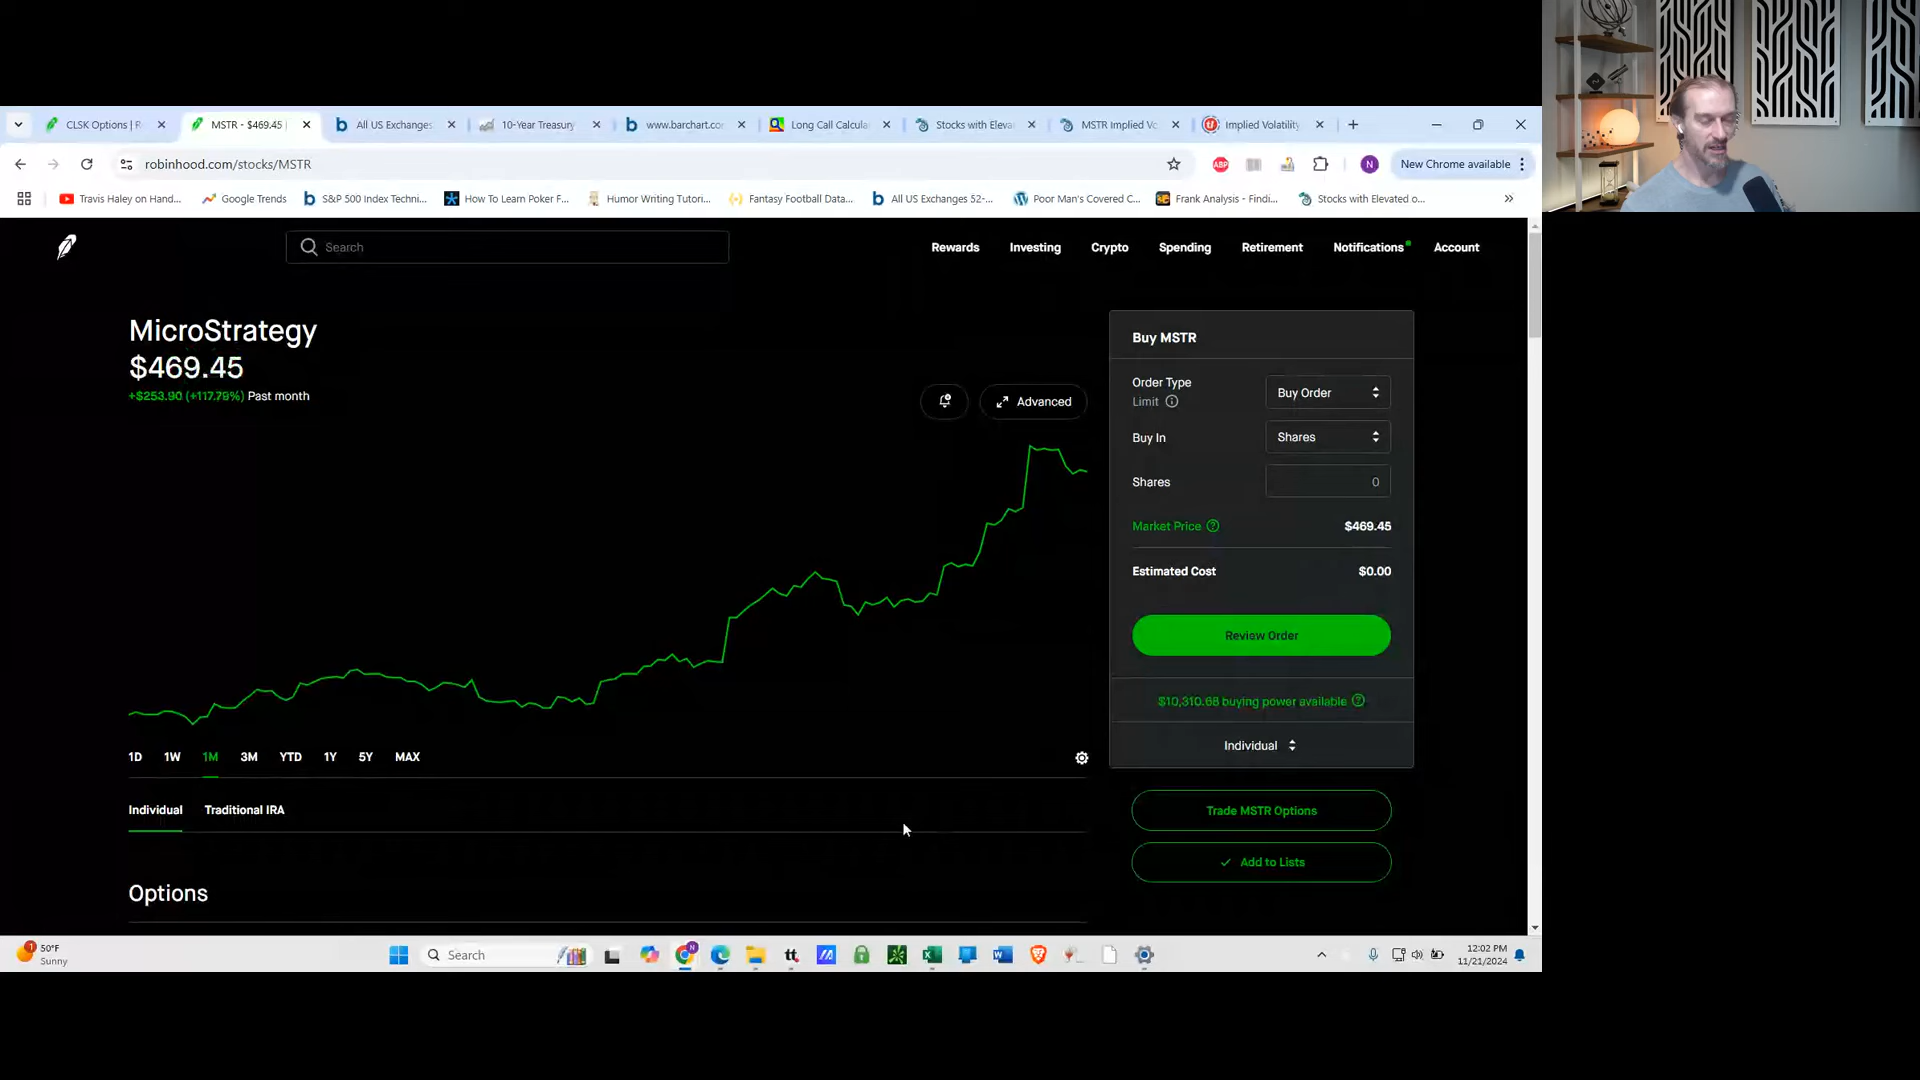 CLSK Options | R
MSTR - $469.45
All US Exchanges
10-Year Treasury
www.barchart.co
Long Call Calcula
Stocks with Eleva
MSTR Implied Vo
Implied Volatility
robinhood.com/stocks/MSTR
ABP
N
New Chrome available
Travis Haley on Hand...
Google Trends
S&P 500 Index Techni...
How To Learn Poker F...
Humor Writing Tutori...
Fantasy Football Data...
All US Exchanges 52-...
Poor Man's Covered C...
Frank Analysis - Findi...
Stocks with Elevated o...
Search
Rewards
Investing
Crypto
Spending
Retirement
Notifications
Account
MicroStrategy
$469.45
+$253.90 (+117.79%) Past month
Advanced
1D 1W 1M 3M YTD 1Y 5Y MAX
Individual Traditional IRA
Options
Buy MSTR
Order Type
Limit
Buy Order
Buy In
Shares
Shares
0
Market Price
$469.45
Estimated Cost
$0.00
Review Order
$10,310.68 buying power available
Individual
Trade MSTR Options
Add to Lists
1
50°F
Sunny
Search
N
tt
12:02 PM
11/21/2024